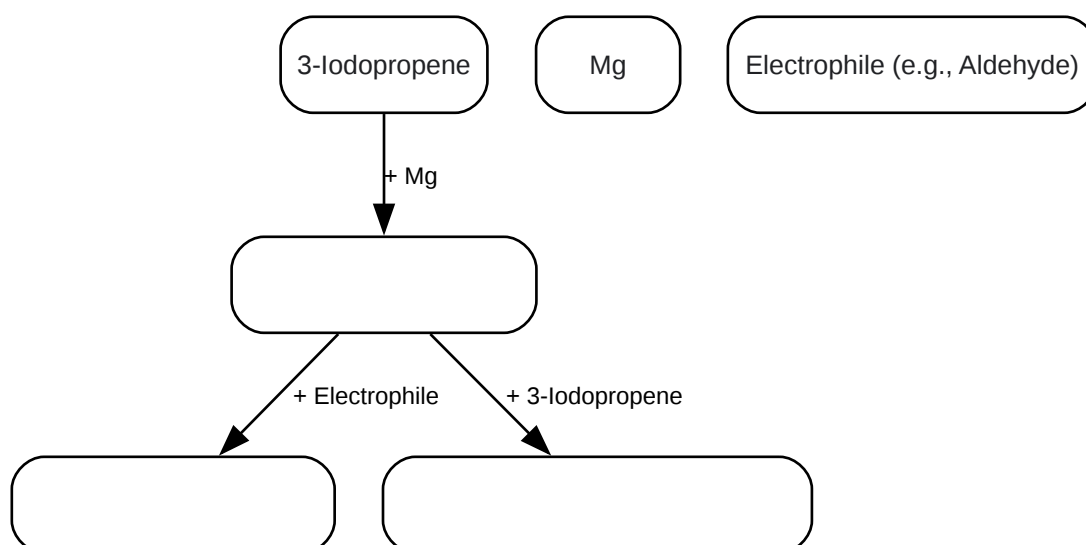 3-Iodopropene
Mg
Electrophile (e.g., Aldehyde)
+ Mg
+ Electrophile
+ 3-Iodopropene